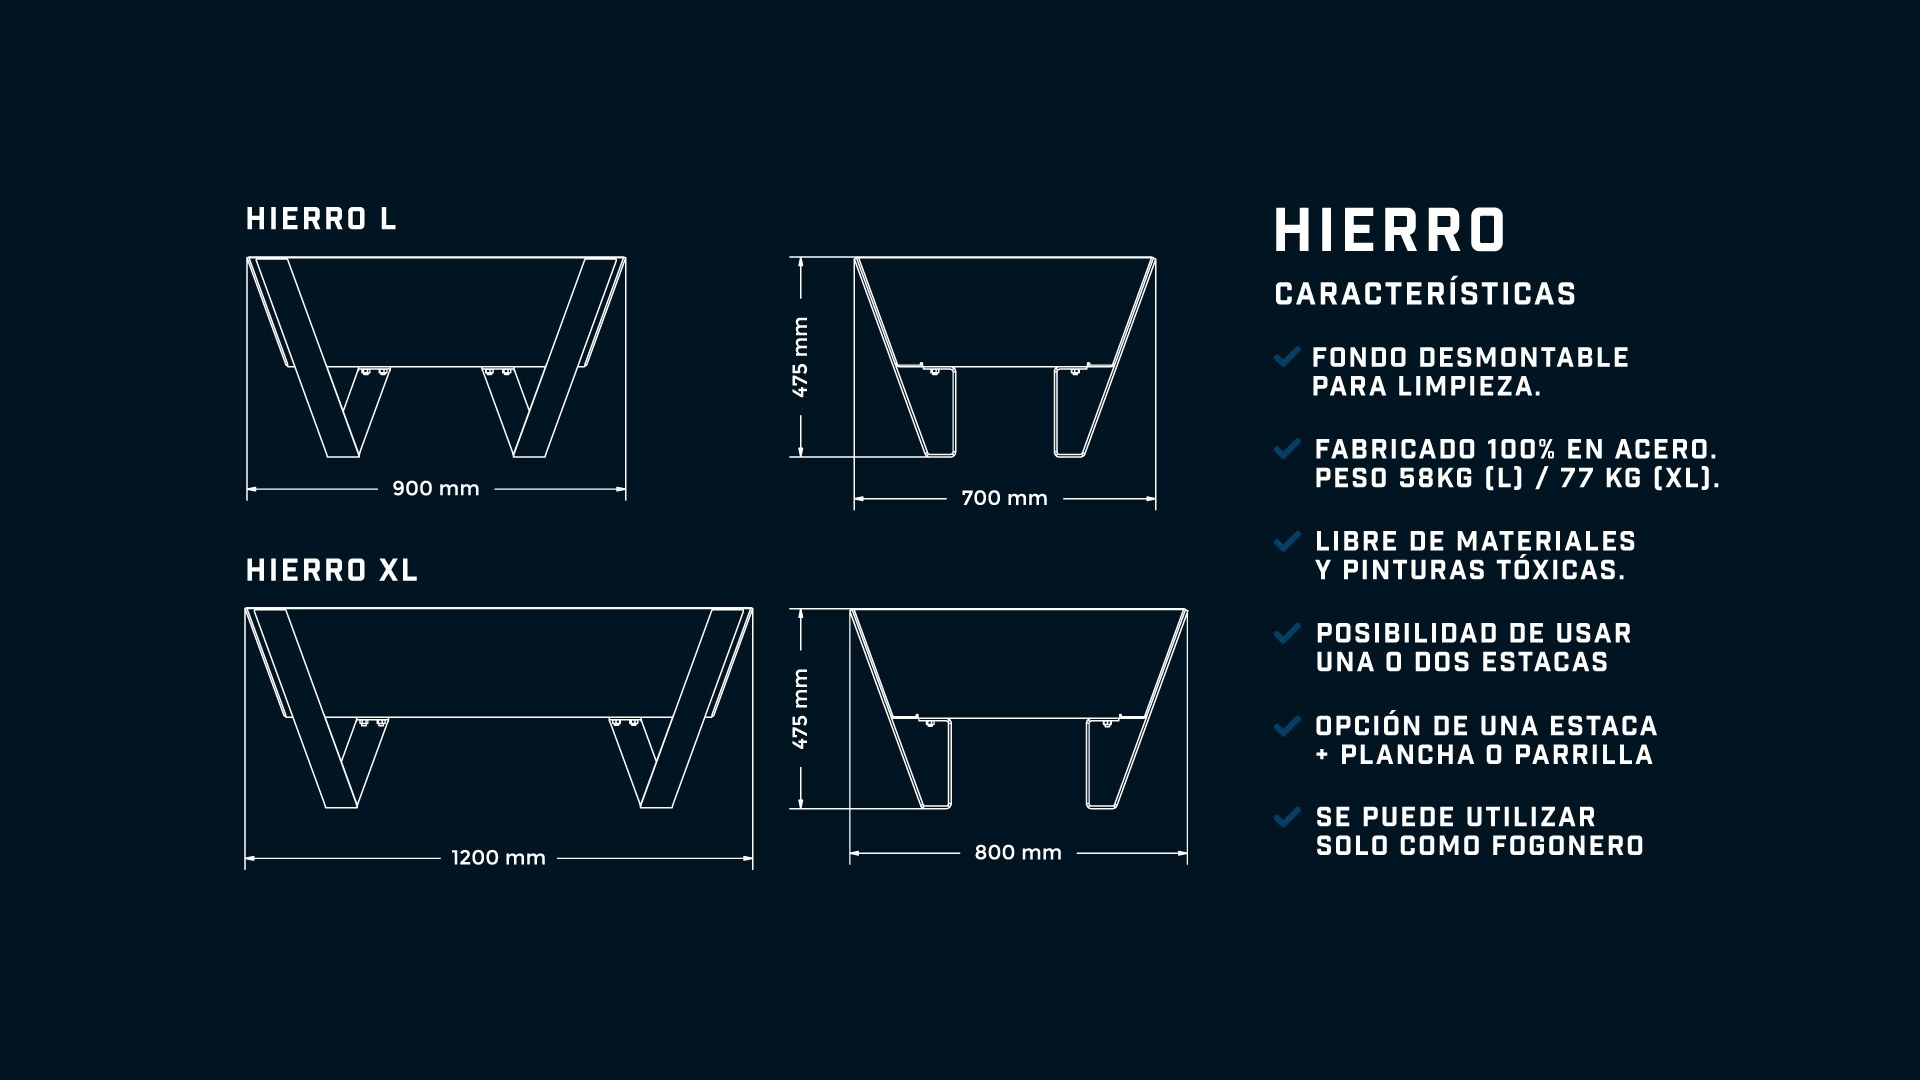 HIERRO L
475 mm
900 mm
700 mm
HIERRO XL
475 mm
1200 mm
800 mm
HIERRO
CARACTERÍSTICAS
FONDO DESMONTABLE
PARA LIMPIEZA.
FABRICADO 100% EN ACERO.
PESO 58KG (L) / 77 KG (XL).
LIBRE DE MATERIALES
Y PINTURAS TÓXICAS.
POSIBILIDAD DE USAR
UNA O DOS ESTACAS
OPCIÓN DE UNA ESTACA
+ PLANCHA O PARRILLA
SE PUEDE UTILIZAR
SOLO COMO FOGONERO